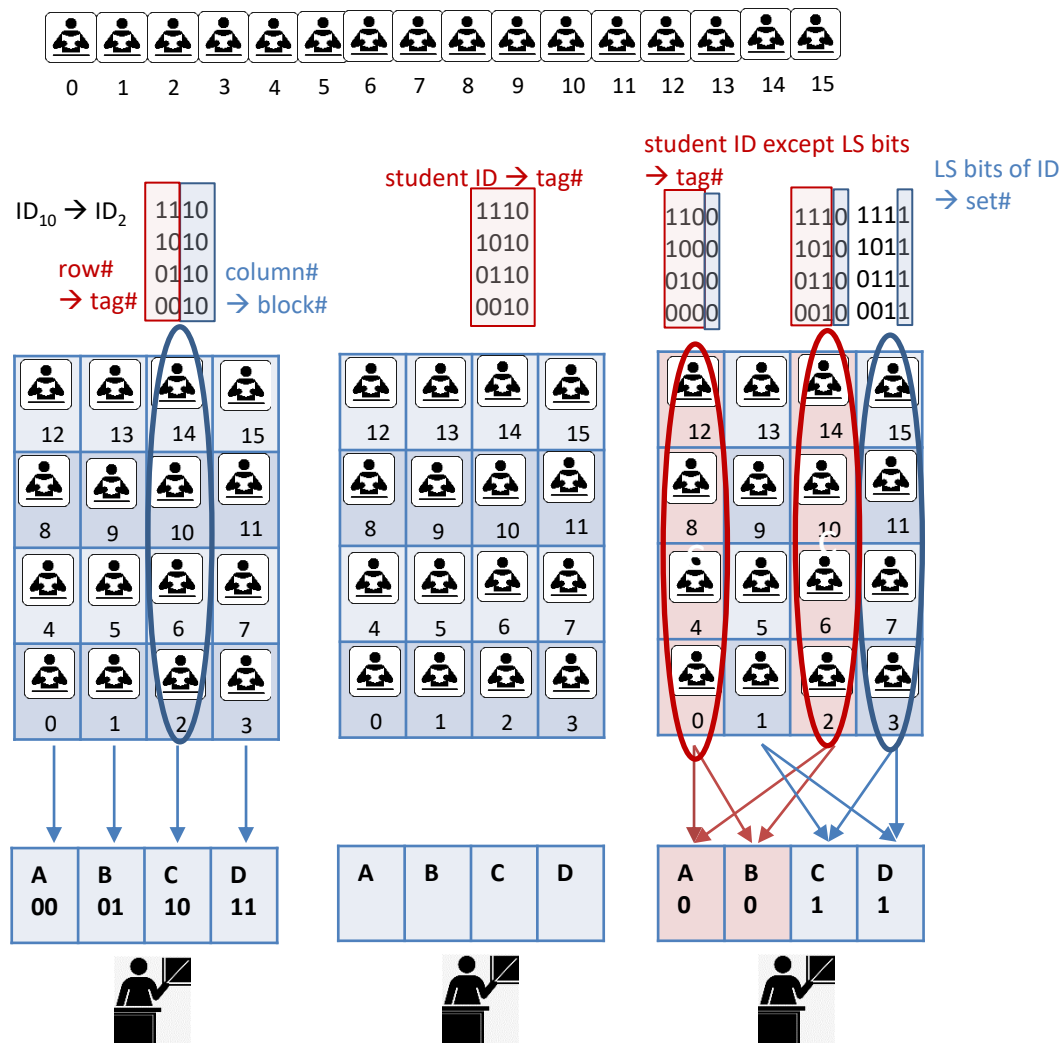 0 1 2 3 4 5 6 7 8 9 10 11 12 13 14 15
student ID except LS bits
→ tag#
LS bits of ID
→ set#
student ID → tag#
ID10 → ID2
row#
→ tag#
column#
→ block#
1110
1010
0110
0010
1110
1010
0110
0010
1100
1000
0100
0000
1110
1010
0110
0010
1111
1011
0111
0011
12 13 14 15
8 9 10 11
4 5 6 7
0 1 2 3
12 13 14 15
8 9 10 11
4 5 6 7
0 1 2 3
12 13 14 15
8 9 10 11
4 5 6 7
0 1 2 3
A B C D
00 01 10 11
A B C D
A B C D
0 0 1 1